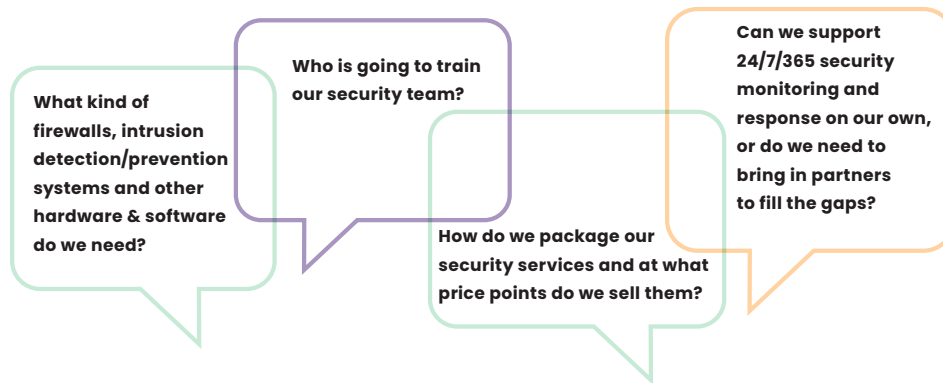 What kind of
firewalls, intrusion
detection/prevention
systems and other
hardware & software
do we need?
Who is going to train
our security team?
How do we package our
security services and at what
price points do we sell them?
Can we support
24/7/365 security
monitoring and
response on our own,
or do we need to
bring in partners
to fill the gaps?